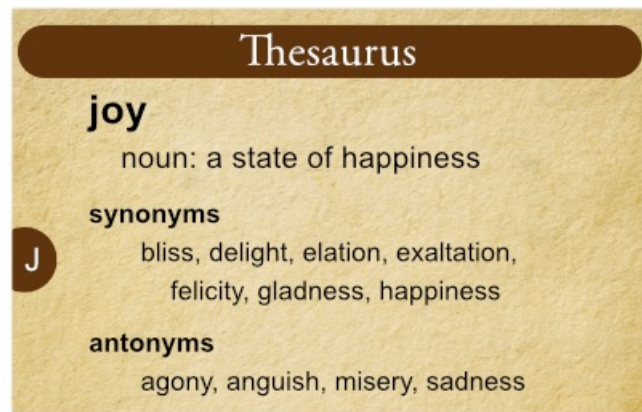 Thesaurus
joy
noun: a state of happiness
synonyms
J
bliss, delight, elation, exaltation,
felicity, gladness, happiness
antonyms
agony, anguish, misery, sadness